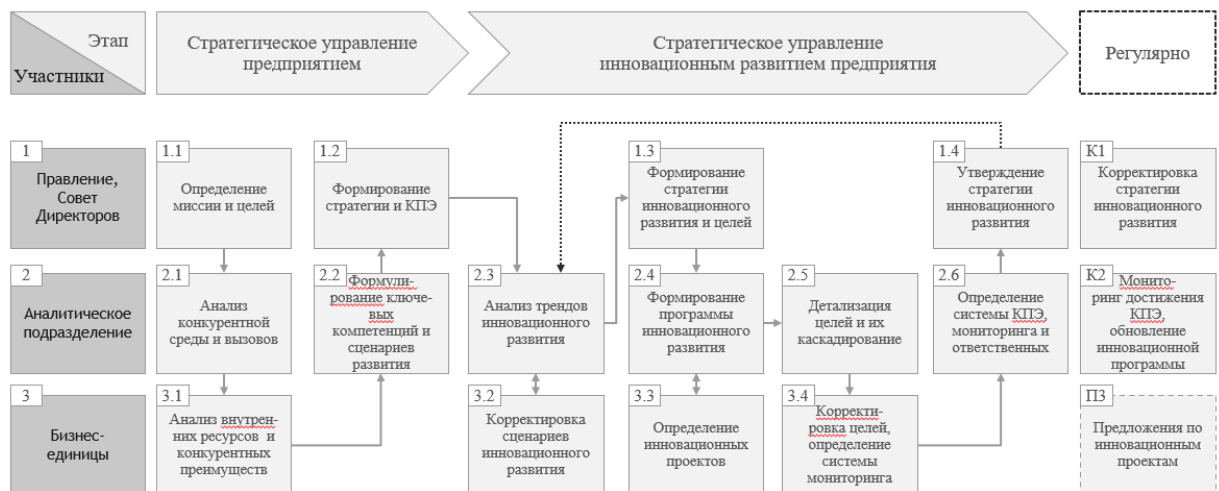 Этап
Участники
Стратегическое управление
предприятием
Стратегическое управление
инновационным развитием предприятия
Регулярно
1
Правление,
Совет
Директоров
1.1
Определение
миссии и целей
1.2
Формирование
стратегии и КПЭ
1.3
Формирование
стратегии
инновационного
развития и целей
1.4
Утверждение
стратегии
инновационного
развития
К1
Корректировка
стратегии
инновационного
развития
2
Аналитическое
подразделение
2.1
Анализ
конкурентной
среды и вызовов
2.2
Формули-
рование ключе-
вых
компетенций и
сценариев
развития
2.3
Анализ трендов
инновационного
развития
2.4
Формирование
программы
инновационного
развития
2.5
Детализация
целей и их
каскадирование
2.6
Определение
системы КПЭ,
мониторинга и
ответственных
К2
Монито-
ринг достижения
КПЭ,
обновление
инновационной
программы
3
Бизнес-
единицы
3.1
Анализ внутрен-
них ресурсов и
конкурентных
преимуществ
3.2
Корректировка
сценариев
инновационного
развития
3.3
Определение
инновационных
проектов
3.4
Коррректи-
ровка целей,
определение
системы
мониторинга
П3
Предложения по
инновационным
проектам